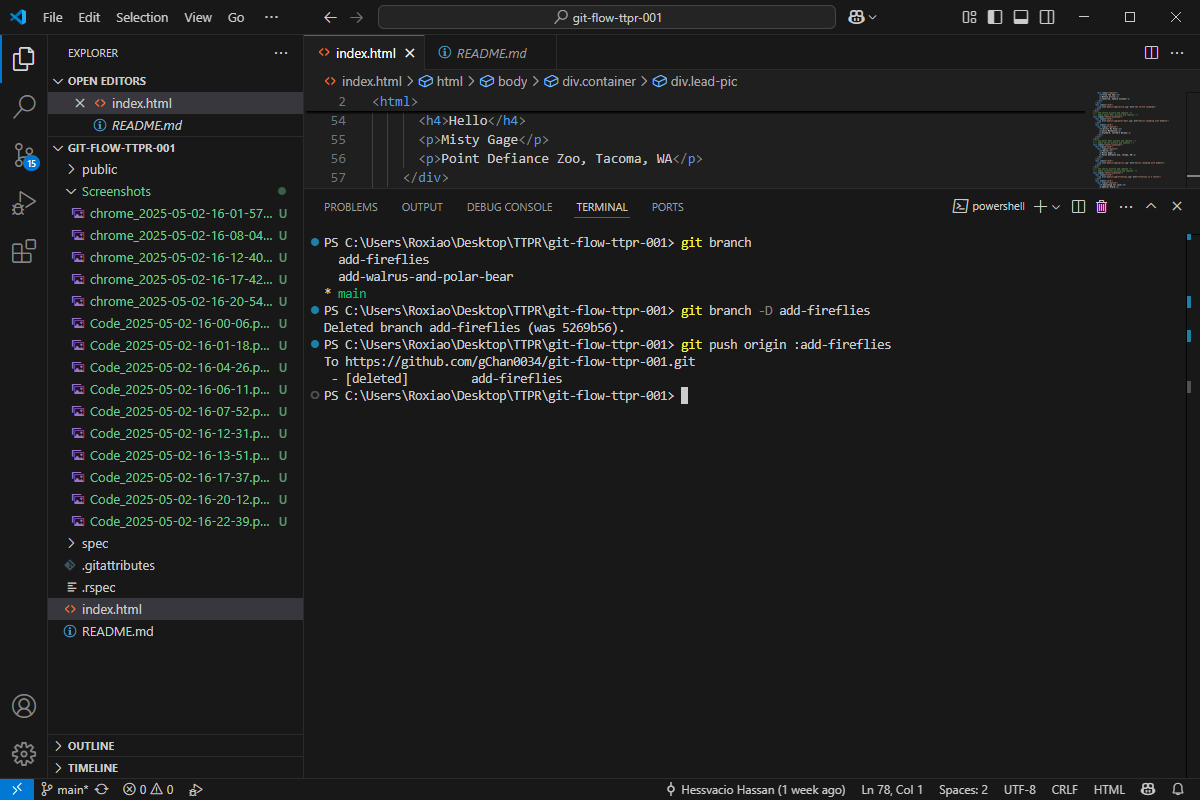 File Edit Selection View Go ··· git-flow-ttpr-001
EXPLORER ···
OPEN EDITORS
index.html
README.md
GIT-FLOW-TTPR-001
public
Screenshots
chrome_2025-05-02-16-01-57... U
chrome_2025-05-02-16-08-04... U
chrome_2025-05-02-16-12-40... U
chrome_2025-05-02-16-17-42... U
chrome_2025-05-02-16-20-54... U
Code_2025-05-02-16-00-06.p... U
Code_2025-05-02-16-01-18.p... U
Code_2025-05-02-16-04-26.p... U
Code_2025-05-02-16-06-11.p... U
Code_2025-05-02-16-07-52.p... U
Code_2025-05-02-16-12-31.p... U
Code_2025-05-02-16-13-51.p... U
Code_2025-05-02-16-17-37.p... U
Code_2025-05-02-16-20-12.p... U
Code_2025-05-02-16-22-39.p... U
spec
.gitattributes
.rspec
index.html
README.md
OUTLINE
TIMELINE
15
index.html README.md
index.html > html > body > div.container > div.lead-pic
2 <html>
54 <h4>Hello</h4>
55 <p>Misty Gage</p>
56 <p>Point Defiance Zoo, Tacoma, WA</p>
57 </div>
PROBLEMS OUTPUT DEBUG CONSOLE TERMINAL PORTS powershell
PS C:\Users\Roxiao\Desktop\TTPR\git-flow-ttpr-001> git branch
add-fireflies
add-walrus-and-polar-bear
* main
PS C:\Users\Roxiao\Desktop\TTPR\git-flow-ttpr-001> git branch -D add-fireflies
Deleted branch add-fireflies (was 5269b56).
PS C:\Users\Roxiao\Desktop\TTPR\git-flow-ttpr-001> git push origin :add-fireflies
To https://github.com/gChan0034/git-flow-ttpr-001.git
- [deleted] add-fireflies
PS C:\Users\Roxiao\Desktop\TTPR\git-flow-ttpr-001>
main* 0 0 Hessvacio Hassan (1 week ago) Ln 78, Col 1 Spaces: 2 UTF-8 CRLF HTML